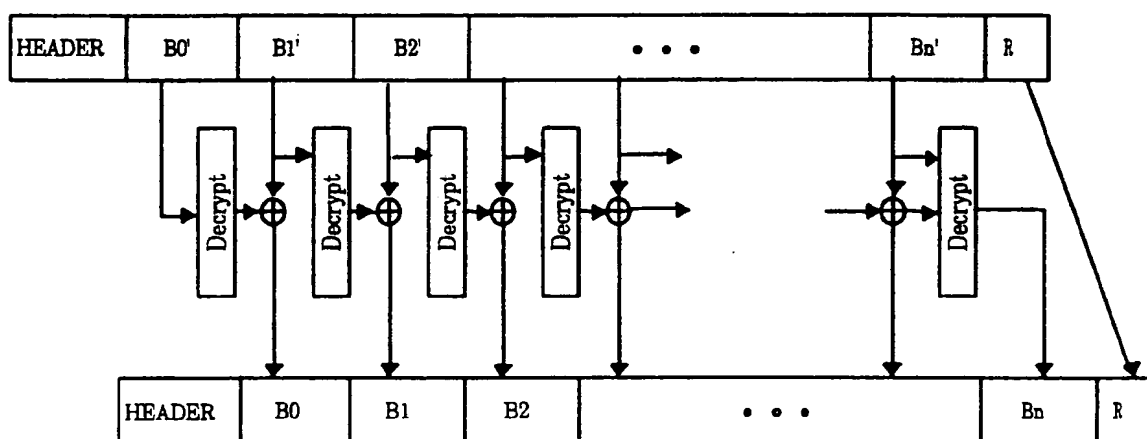 HEADER B0' B1' B2' • • • Bn' R
Decrypt Decrypt Decrypt Decrypt Decrypt
HEADER B0 B1 B2 • • • Bn R